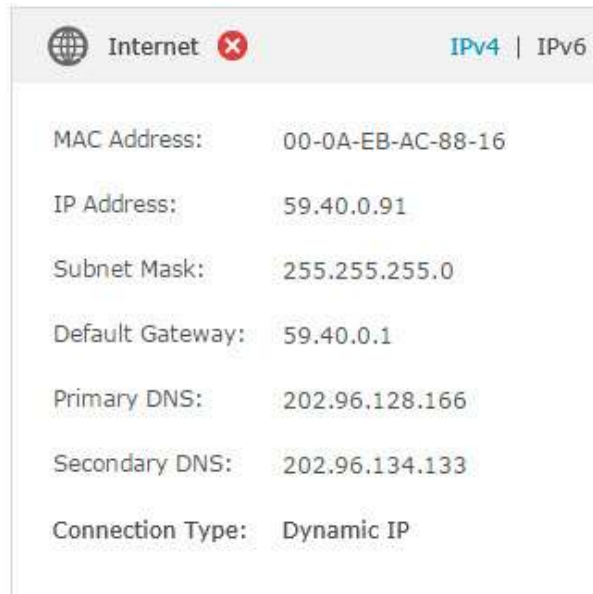 Internet IPv4 | IPv6
MAC Address: 00-0A-EB-AC-88-16
IP Address: 59.40.0.91
Subnet Mask: 255.255.255.0
Default Gateway: 59.40.0.1
Primary DNS: 202.96.128.166
Secondary DNS: 202.96.134.133
Connection Type: Dynamic IP